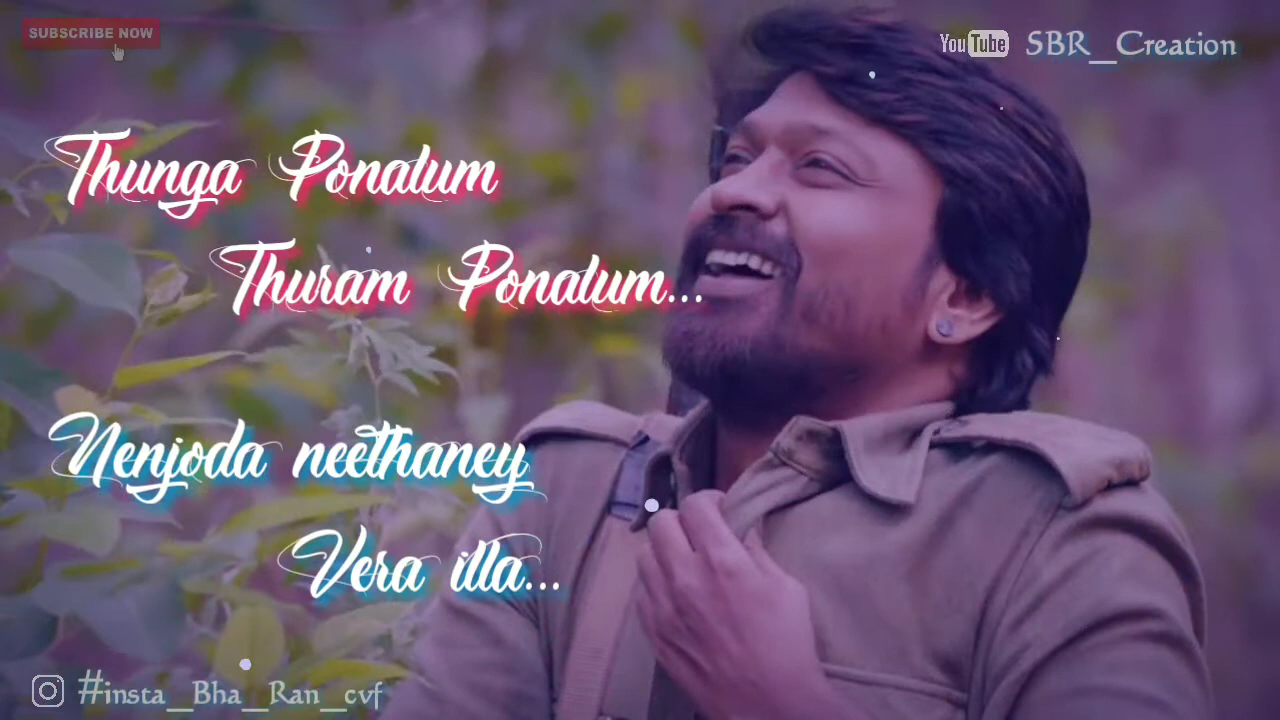 SUBSCRIBE NOW
YouTube SBR_Creation
Thunga Ponalum
Thuram Ponalum...
Nenjoda neethaney
Vera illa...
#insta_Bha_Ran_cvf